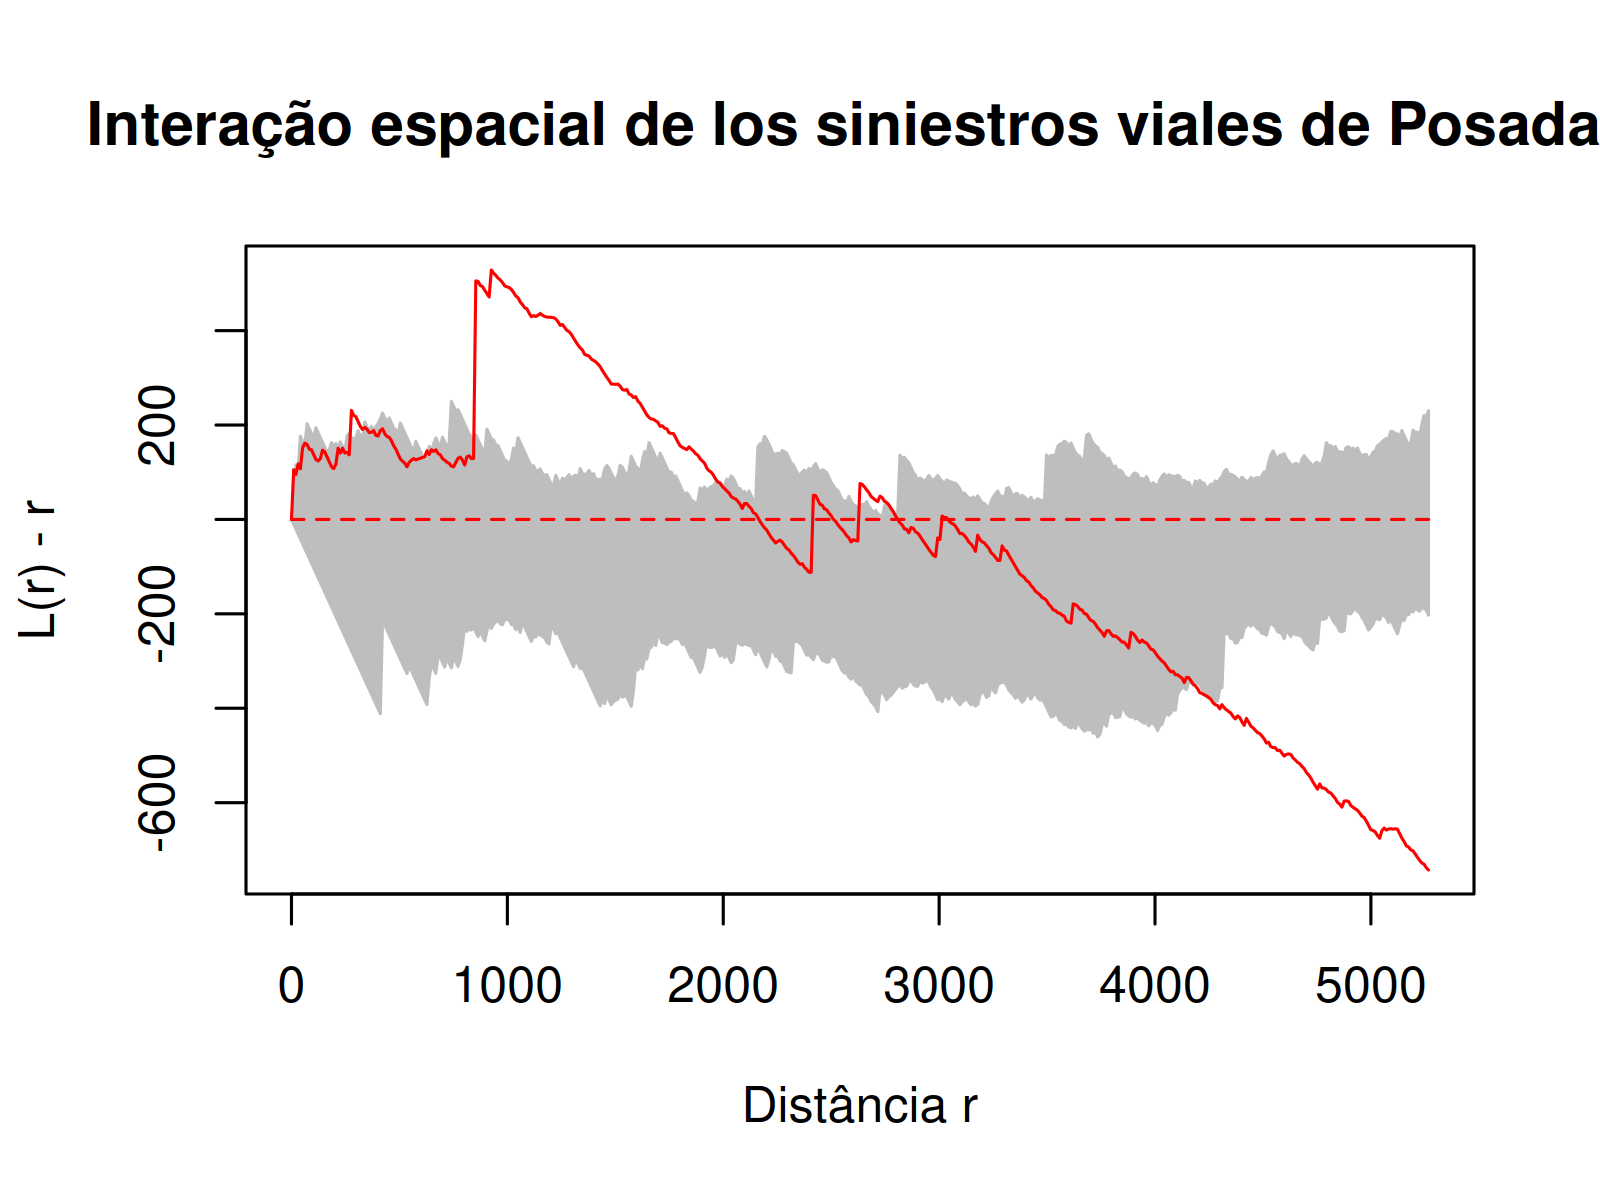 Interação espacial de los siniestros viales de Posada
L(r) - r
200
-200
-600
0 1000 2000 3000 4000 5000
Distância r